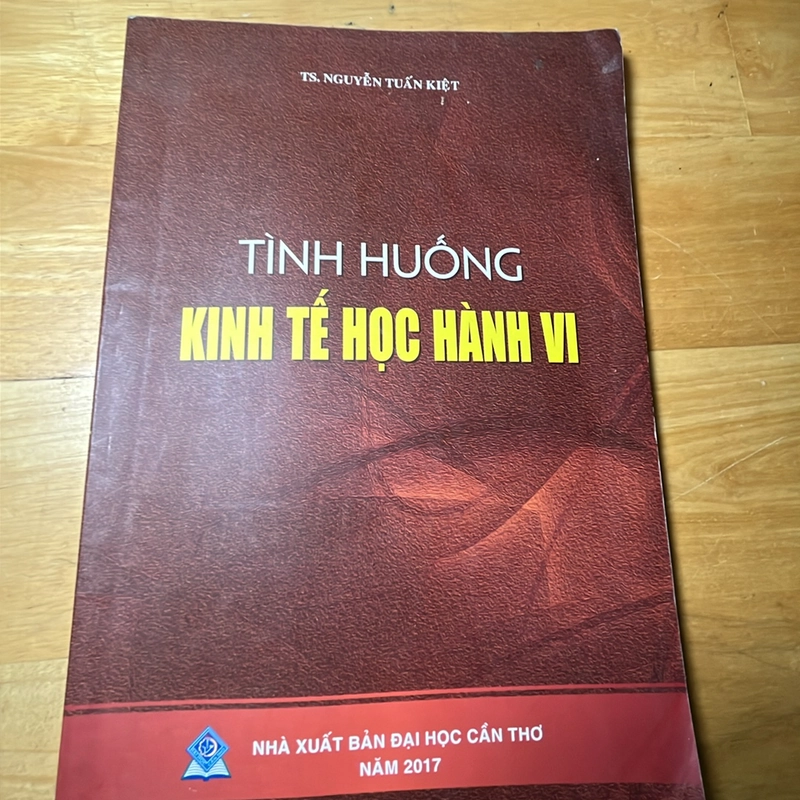 TS. NGUYỄN TUẤN KIỆT
TÌNH HUỐNG
KINH TẾ HỌC HÀNH VI
NHÀ XUẤT BẢN ĐẠI HỌC CẦN THƠ
NĂM 2017